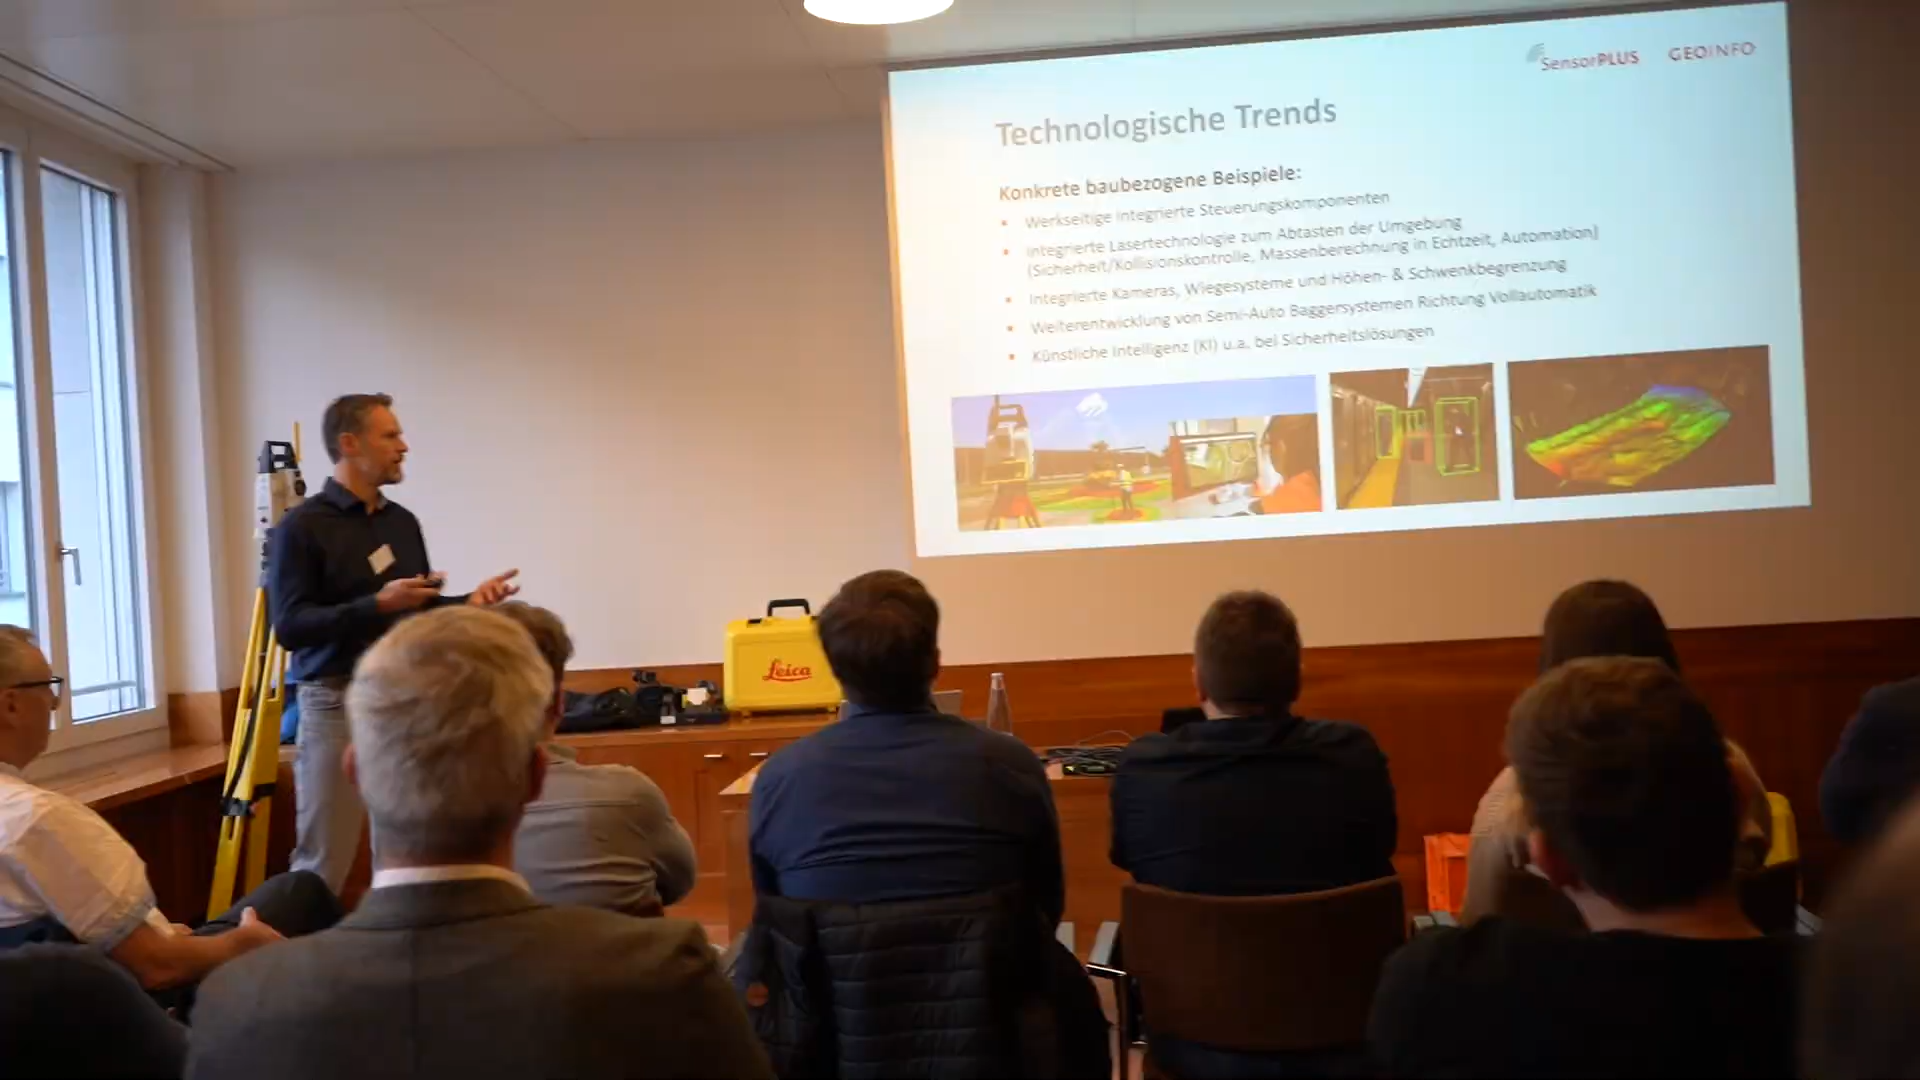 SensorPLUS GEOINFO
Technologische Trends
Konkrete baubezogene Beispiele:
Werkseitige integrierte Steuerungskomponenten
Integrierte Lasertechnologie zum Abtasten der Umgebung
(Sicherheit/Kollisionskontrolle, Massenberechnung in Echtzeit, Automation)
Integrierte Kameras, Wiegesysteme und Höhen- & Schwenkbegrenzung
Weiterentwicklung von Semi-Auto Baggersystemen Richtung Vollautomatik
Künstliche Intelligenz (KI) u.a. bei Sicherheitslösungen
Leica